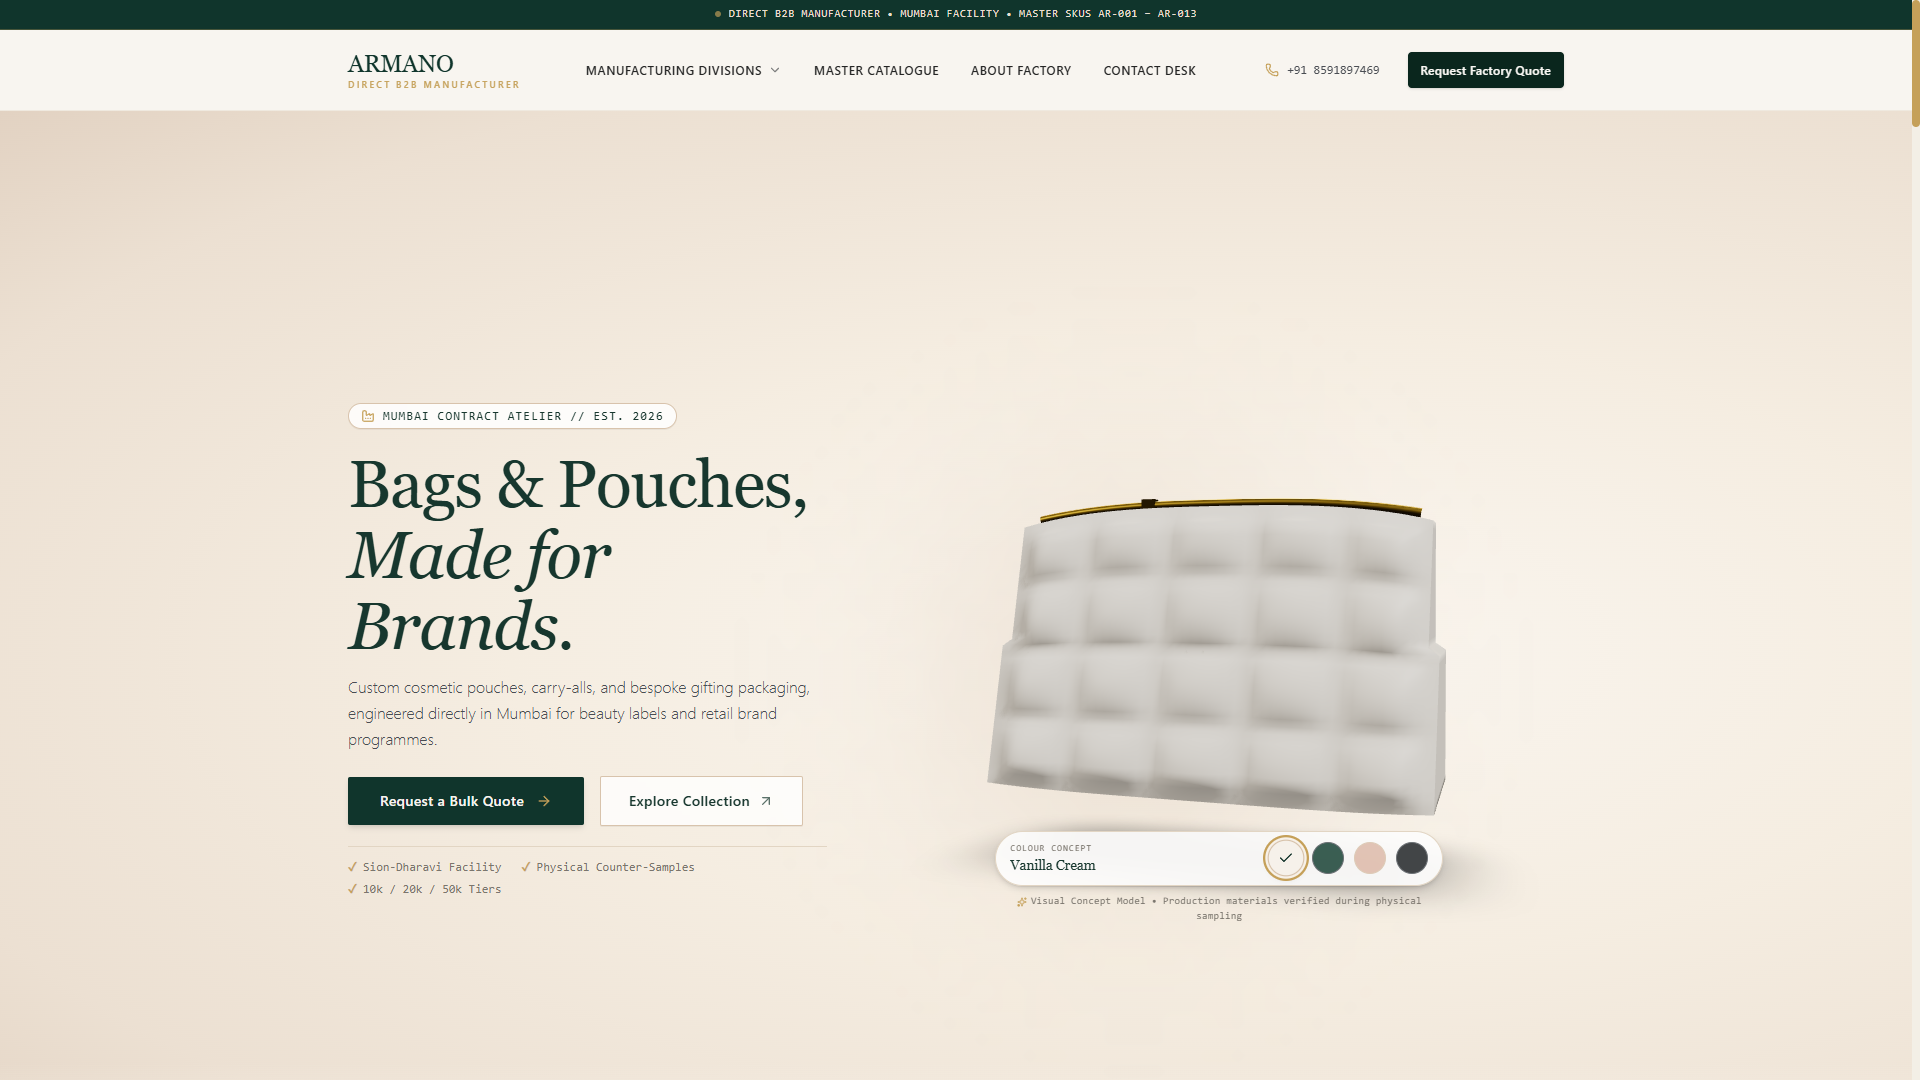 DIRECT B2B MANUFACTURER • MUMBAI FACILITY • MASTER SKUS AR-001 – AR-013
ARMANO
DIRECT B2B MANUFACTURER
MANUFACTURING DIVISIONS
MASTER CATALOGUE
ABOUT FACTORY
CONTACT DESK
+91 8591897469
Request Factory Quote
MUMBAI CONTRACT ATELIER // EST. 2026
Bags & Pouches,
Made for
Brands.
Custom cosmetic pouches, carry-alls, and bespoke gifting packaging,
engineered directly in Mumbai for beauty labels and retail brand
programmes.
Request a Bulk Quote
Explore Collection
✓ Sion-Dharavi Facility
✓ Physical Counter-Samples
✓ 10k / 20k / 50k Tiers
COLOUR CONCEPT
Vanilla Cream
Visual Concept Model • Production materials verified during physical
sampling